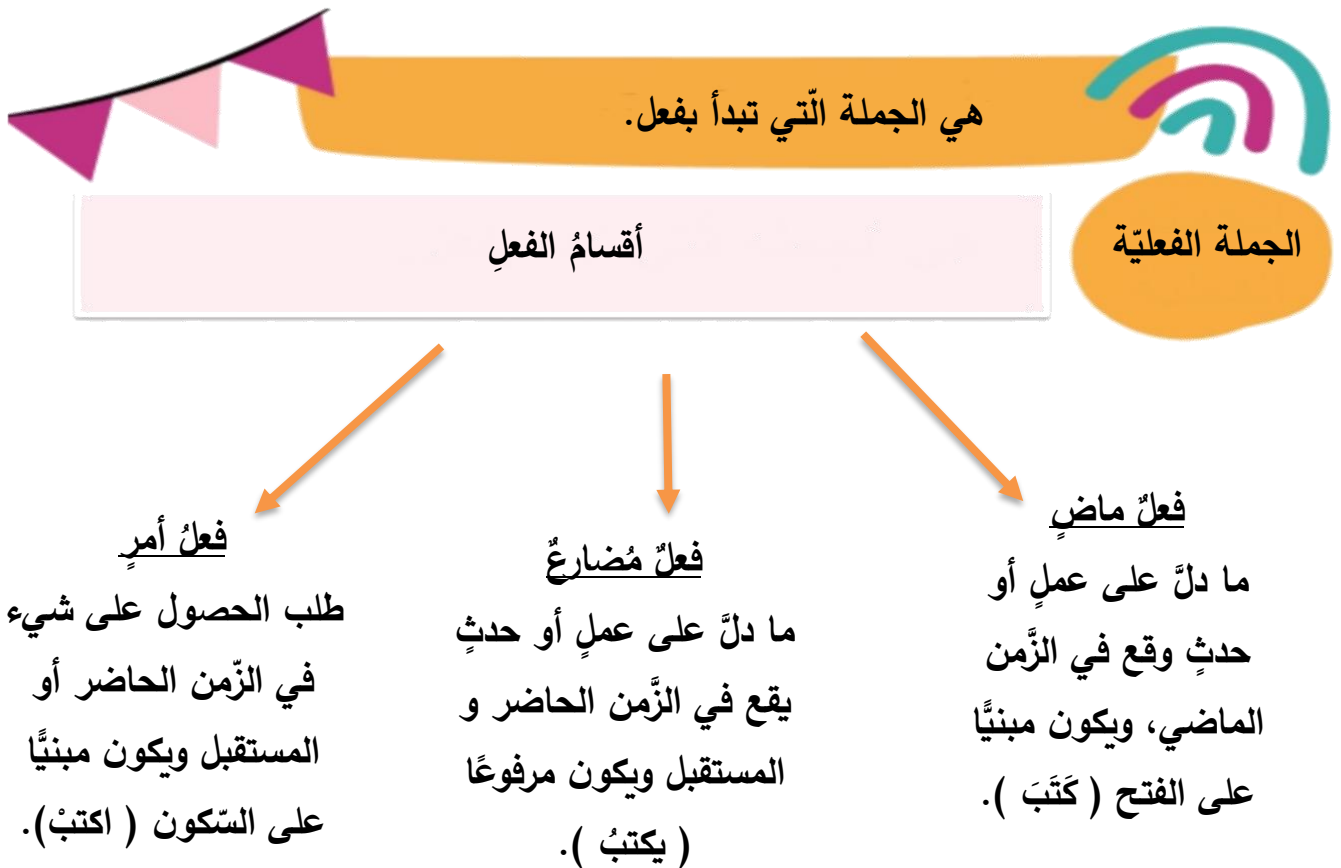 هي الجملة الّتي تبدأ بفعل.
الجملة الفعليّة
أقسامُ الفعلِ
فعلٌ ماضٍ
ما دلَّ على عملٍ أو
حدثٍ وقع في الزَّمن
الماضي، ويكون مبنيًّا
على الفتح ( كَتَبَ ).
فعلٌ مُضارعٌ
ما دلَّ على عملٍ أو حدثٍ
يقع في الزَّمن الحاضر و
المستقبل ويكون مرفوعًا
( يكتبُ ).
فعلُ أمرٍ
طلب الحصول على شيء
في الزّمن الحاضر أو
المستقبل ويكون مبنيًّا
على السّكون ( اكتبْ).